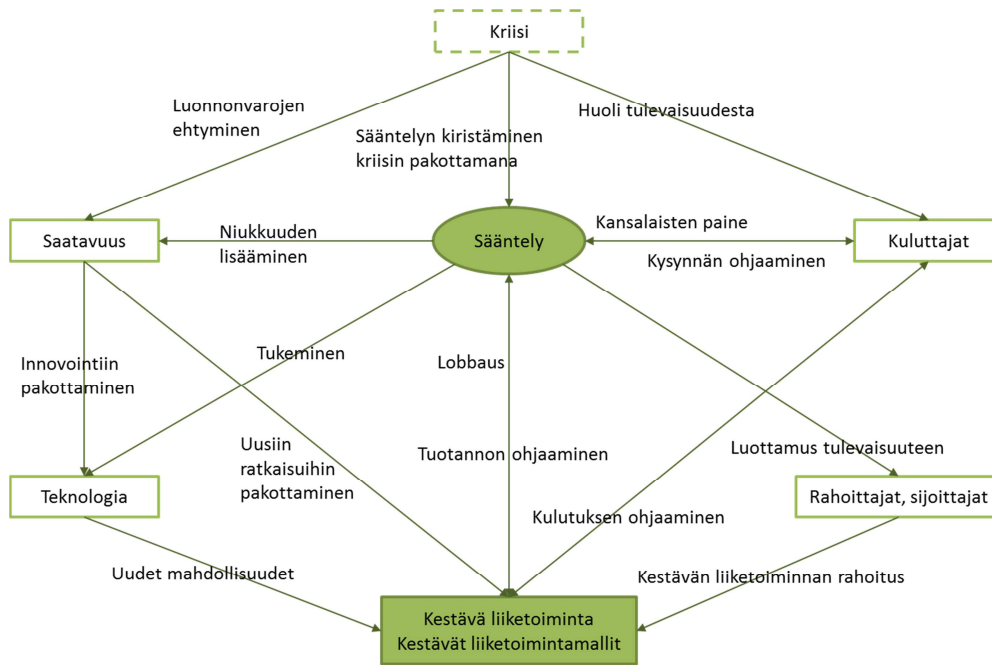 Kriisi
Luonnonvarojen
ehtyminen
Sääntelyn kiristäminen
kriisin pakottamana
Huoli tulevaisuudesta
Saatavuus
Niukkuuden
lisääminen
Sääntely
Kansalaisten paine
Kysynnän ohjaaminen
Kuluttajat
Innovointiin
pakottaminen
Tukeminen
Lobbaus
Uusiin
ratkaisuihin
pakottaminen
Tuotannon ohjaaminen
Luottamus tulevaisuuteen
Teknologia
Kulutuksen ohjaaminen
Rahoittajat, sijoittajat
Uudet mahdollisuudet
Kestävän liiketoiminnan rahoitus
Kestävä liiketoiminta
Kestävät liiketoimintamallit